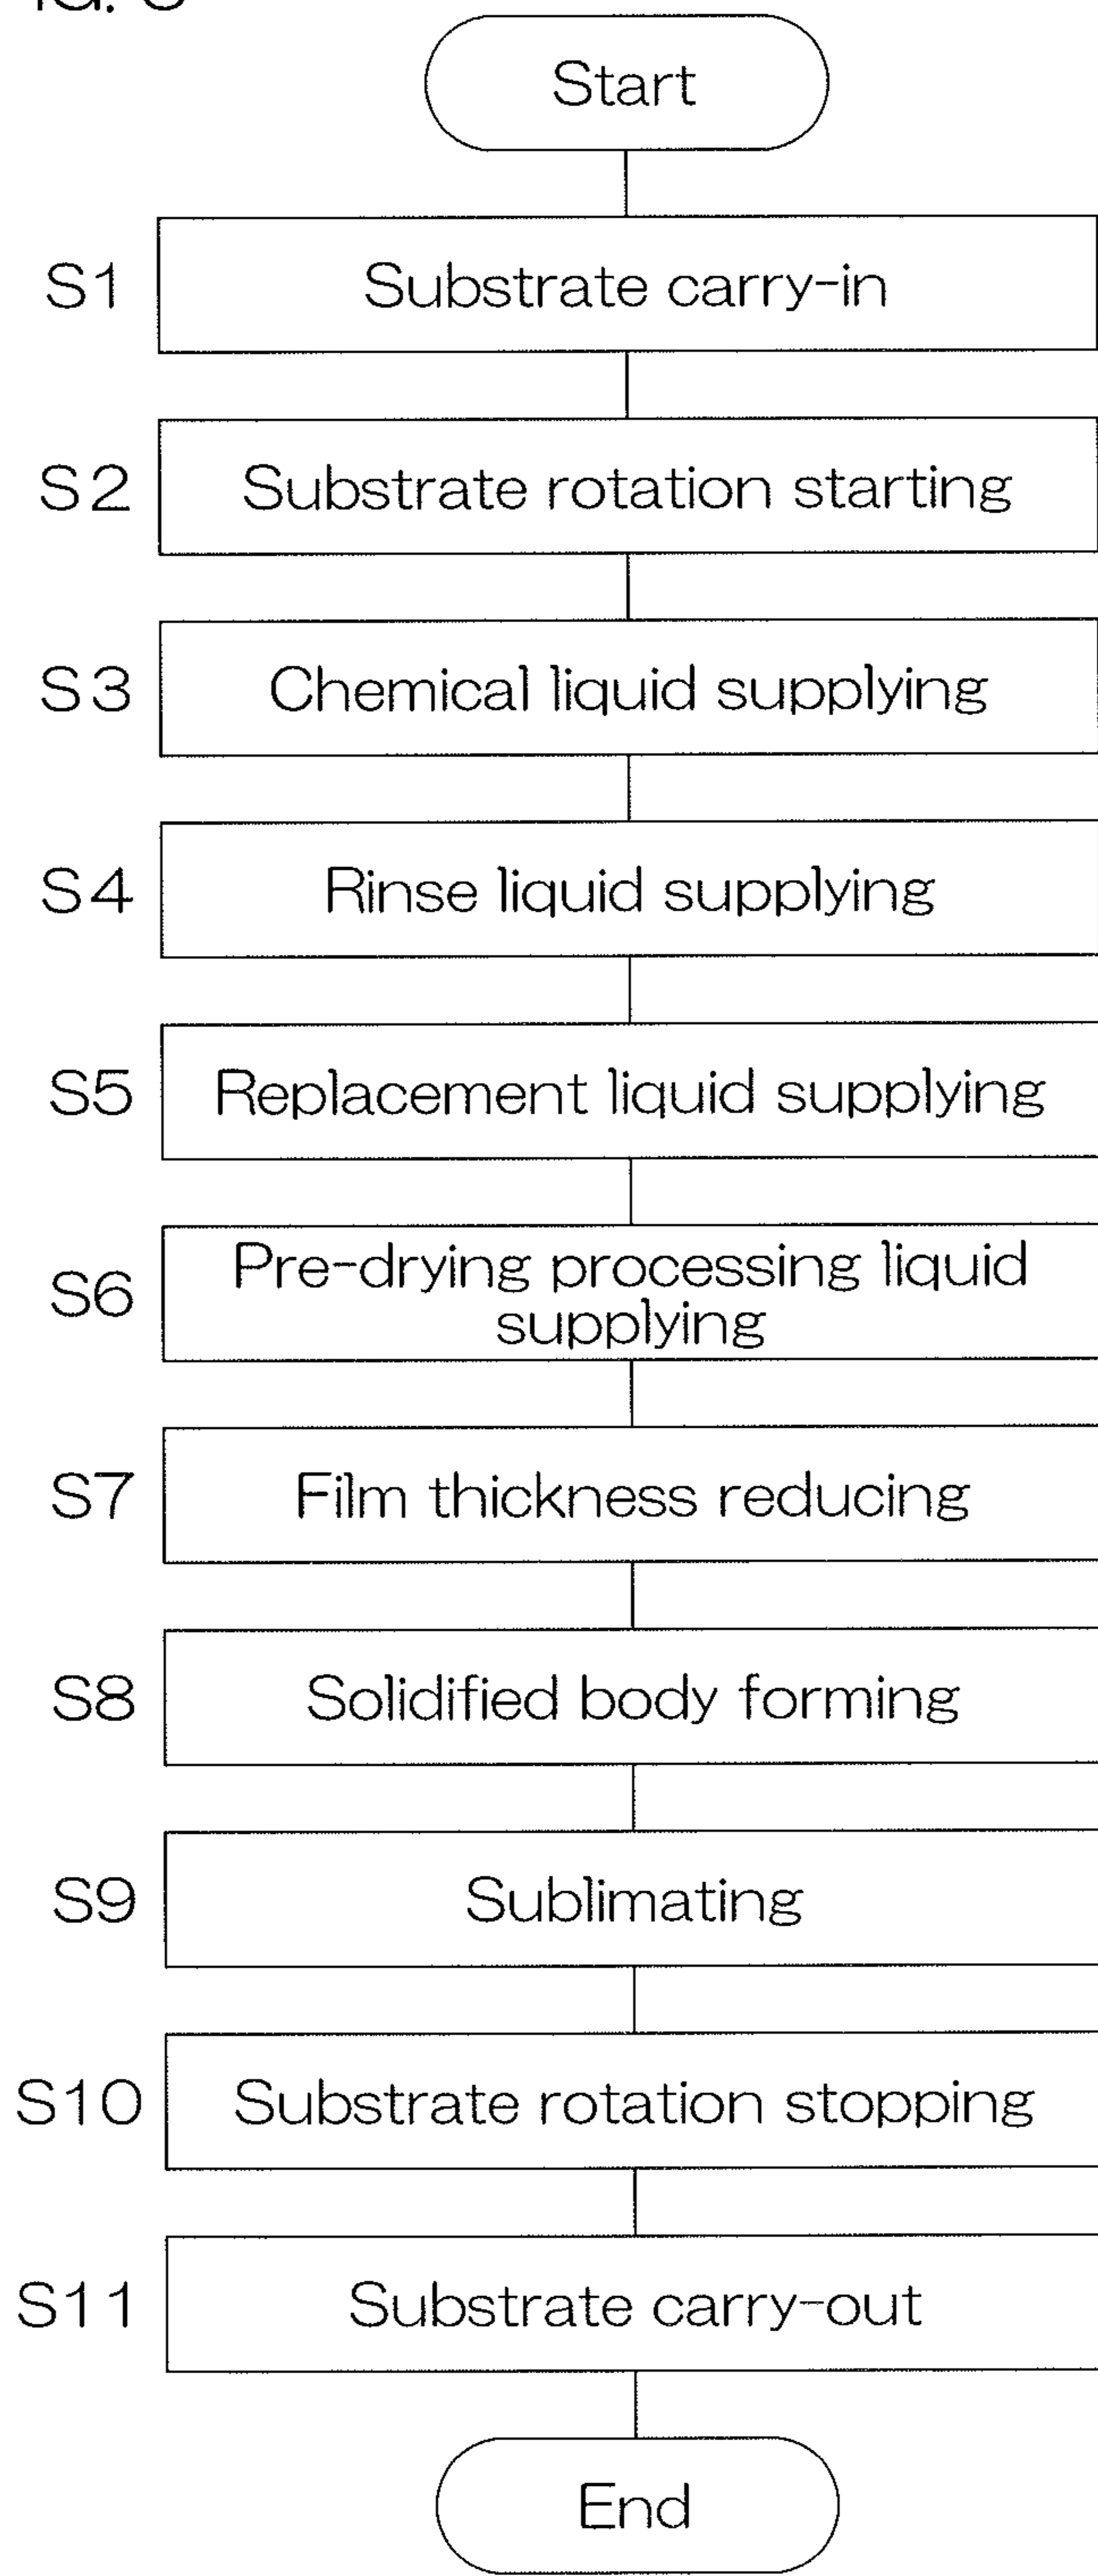 Start
S1 Substrate carry-in
S2 Substrate rotation starting
S3 Chemical liquid supplying
S4 Rinse liquid supplying
S5 Replacement liquid supplying
S6 Pre-drying processing liquid
supplying
S7 Film thickness reducing
S8 Solidified body forming
S9 Sublimating
S10 Substrate rotation stopping
S11 Substrate carry-out
End